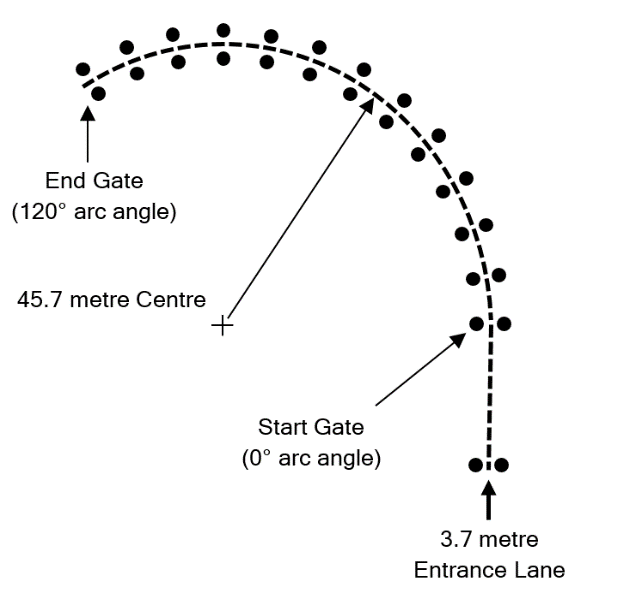 End Gate
(120° arc angle)
45.7 metre Centre
Start Gate
(0° arc angle)
3.7 metre
Entrance Lane